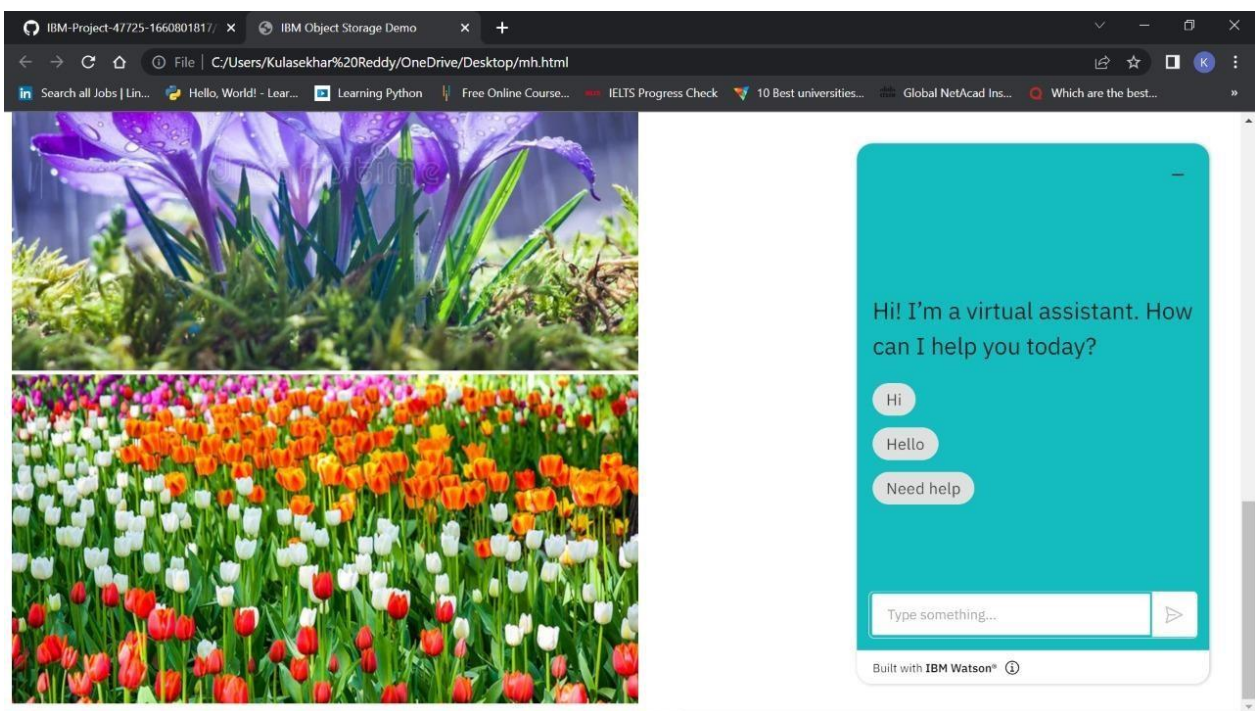 IBM-Project-47725-1660801817/
IBM Object Storage Demo
File | C:/Users/Kulasekhar%20Reddy/OneDrive/Desktop/mh.html
K
Search all Jobs | Lin...
Hello, World! - Lear...
Learning Python
Free Online Course...
IELTS Progress Check
10 Best universities...
Global NetAcad Ins...
Which are the best...
»
dreamstime
Hi! I'm a virtual assistant. How
can I help you today?
Hi
Hello
Need help
Type something...
Built with IBM Watson®